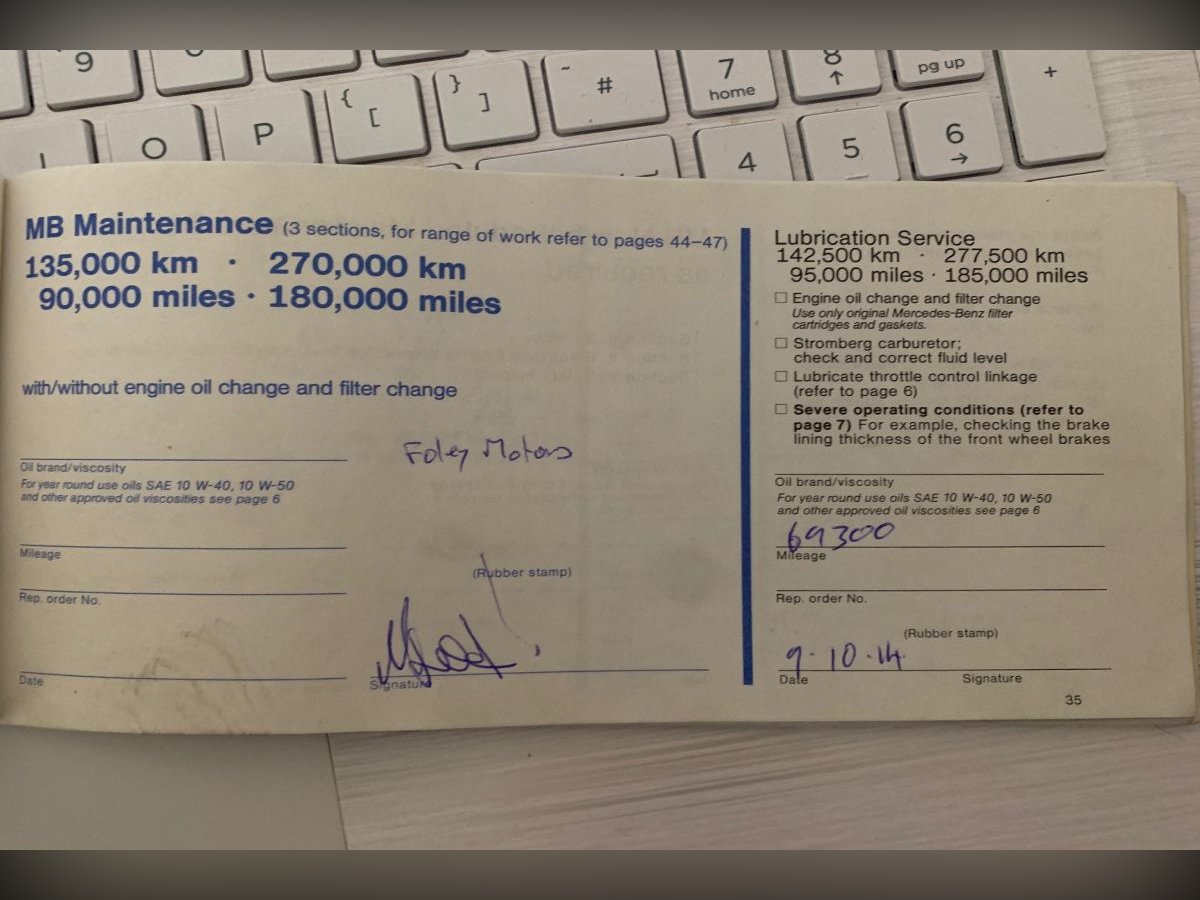 9
O
P
{
[
}
]
~
#
7
home
8
↑
pg up
+
4
5
6
→
MB Maintenance (3 sections, for range of work refer to pages 44–47)
135,000 km · 270,000 km
90,000 miles · 180,000 miles
with/without engine oil change and filter change
Foley Motors
Oil brand/viscosity
For year round use oils SAE 10 W-40, 10 W-50
and other approved oil viscosities see page 6
Mileage
(Rubber stamp)
Rep. order No.
Date
Signature
Lubrication Service
142,500 km · 277,500 km
95,000 miles · 185,000 miles
☐ Engine oil change and filter change
Use only original Mercedes-Benz filter
cartridges and gaskets.
☐ Stromberg carburetor;
check and correct fluid level
☐ Lubricate throttle control linkage
(refer to page 6)
☐ Severe operating conditions (refer to
page 7) For example, checking the brake
lining thickness of the front wheel brakes
Oil brand/viscosity
For year round use oils SAE 10 W-40, 10 W-50
and other approved oil viscosities see page 6
69300
Mileage
Rep. order No.
(Rubber stamp)
9-10-14
Date Signature
35